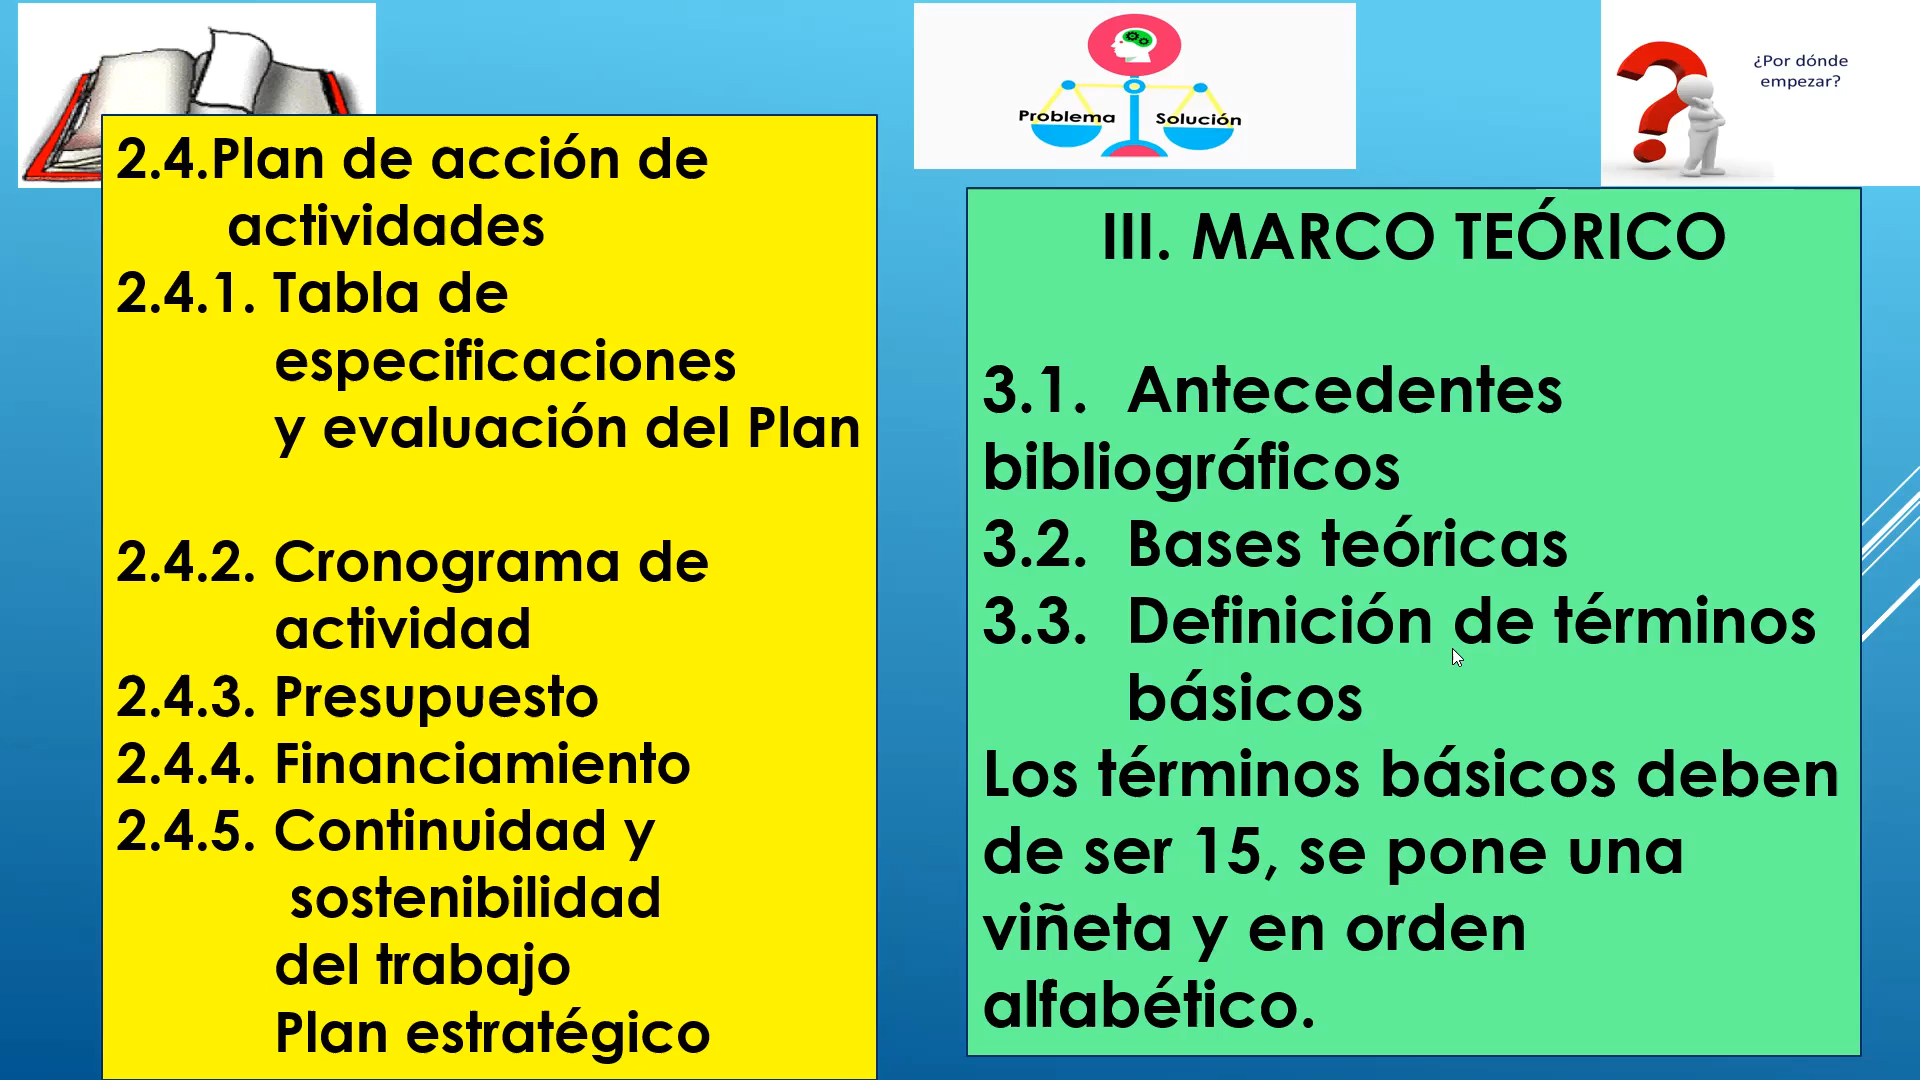 Problema
Solución
¿Por dónde
empezar?
2.4.Plan de acción de
actividades
2.4.1. Tabla de
especificaciones
y evaluación del Plan
2.4.2. Cronograma de
actividad
2.4.3. Presupuesto
2.4.4. Financiamiento
2.4.5. Continuidad y
sostenibilidad
del trabajo
Plan estratégico
III. MARCO TEÓRICO
3.1. Antecedentes
bibliográficos
3.2. Bases teóricas
3.3. Definición de términos
básicos
Los términos básicos deben
de ser 15, se pone una
viñeta y en orden
alfabético.